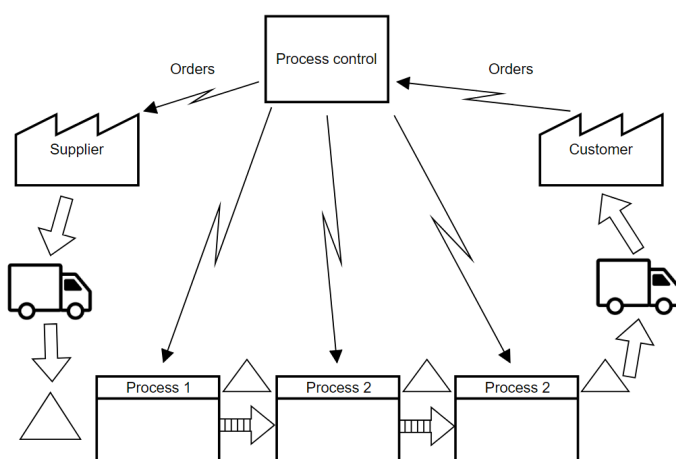 Process control
Orders
Orders
Supplier
Customer
Process 1
Process 2
Process 2